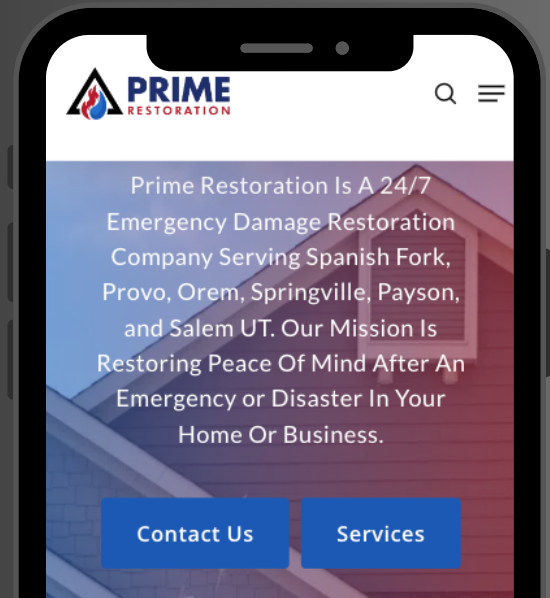 PRIME
RESTORATION
Prime Restoration Is A 24/7
Emergency Damage Restoration
Company Serving Spanish Fork,
Provo, Orem, Springville, Payson,
and Salem UT. Our Mission Is
Restoring Peace Of Mind After An
Emergency or Disaster In Your
Home Or Business.
Contact Us Services